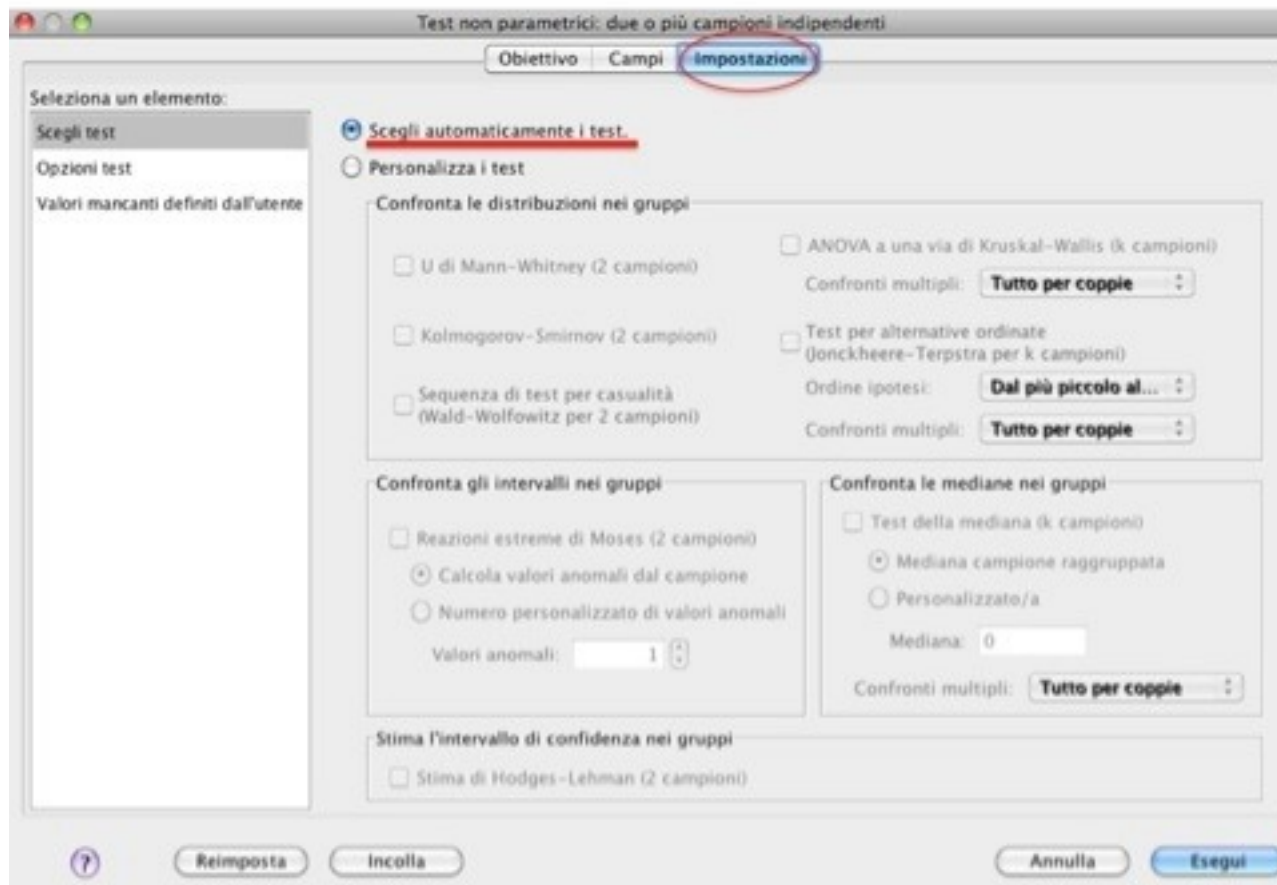 Test non parametrici: due o più campioni indipendenti
Obiettivo Campi Impostazioni
Seleziona un elemento:
Scegli test
Opzioni test
Valori mancanti definiti dall'utente
Scegli automaticamente i test.
Personalizza i test
Confronta le distribuzioni nei gruppi
U di Mann-Whitney (2 campioni)
Kolmogorov-Smirnov (2 campioni)
Sequenza di test per casualità
(Wald-Wolfowitz per 2 campioni)
ANOVA a una via di Kruskal-Wallis (k campioni)
Confronti multipli: Tutto per coppie
Test per alternative ordinate
(Jonckheere-Terpstra per k campioni)
Ordine ipotesi: Dal più piccolo al...
Confronti multipli: Tutto per coppie
Confronta gli intervalli nei gruppi
Reazioni estreme di Moses (2 campioni)
Calcola valori anomali dal campione
Numero personalizzato di valori anomali
Valori anomali: 1
Confronta le mediane nei gruppi
Test della mediana (k campioni)
Mediana campione raggruppata
Personalizzato/a
Mediana: 0
Confronti multipli: Tutto per coppie
Stima l'intervallo di confidenza nei gruppi
Stima di Hodges-Lehman (2 campioni)
? Reimposta Incolla Annulla Esegui